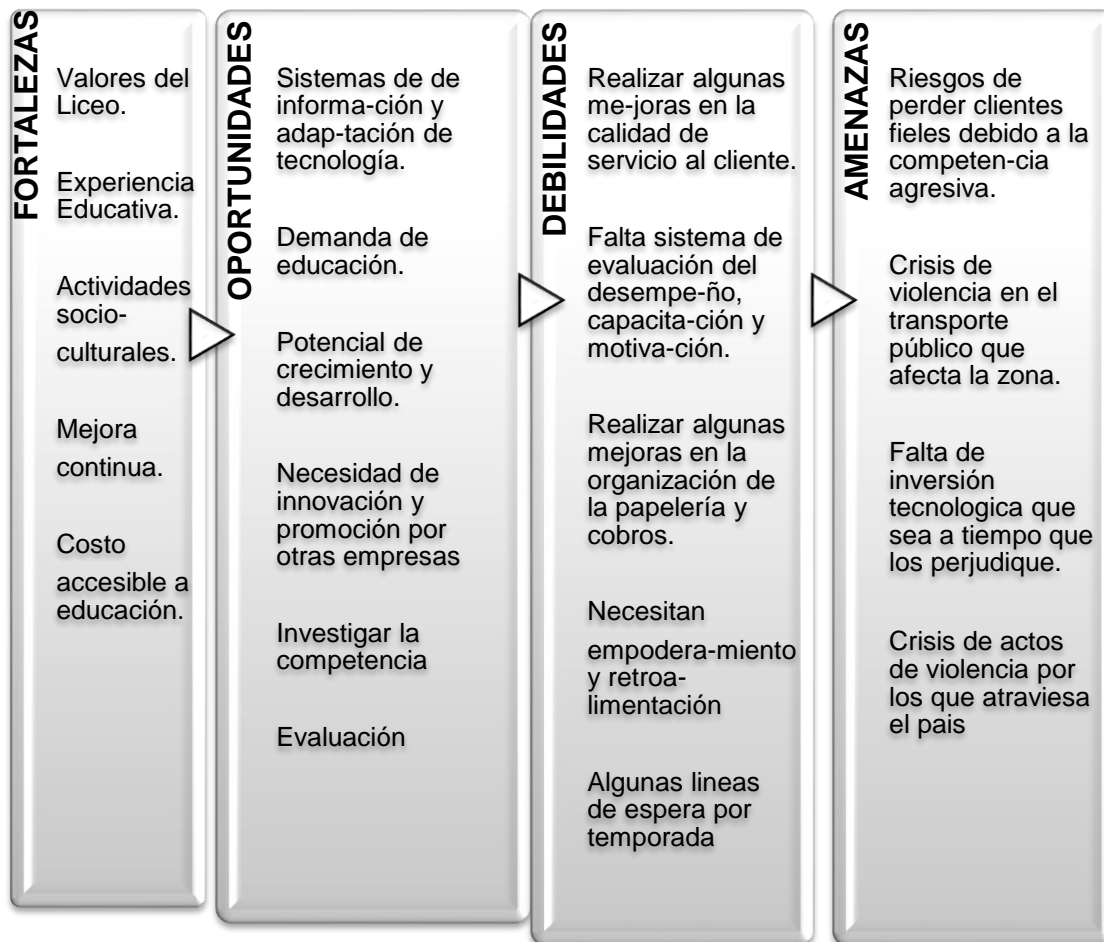 FORTALEZAS
Valores del
Liceo.
Experiencia
Educativa.
Actividades
socio-
culturales.
Mejora
continua.
Costo
accesible a
educación.
OPORTUNIDADES
Sistemas de de
informa-ción y
adap-tación de
tecnología.
Demanda de
educación.
Potencial de
crecimiento y
desarrollo.
Necesidad de
innovación y
promoción por
otras empresas
Investigar la
competencia
Evaluación
DEBILIDADES
Realizar algunas
me-joras en la
calidad de
servicio al cliente.
Falta sistema de
evaluación del
desempe-ño,
capacita-ción y
motiva-ción.
Realizar algunas
mejoras en la
organización de
la papelería y
cobros.
Necesitan
empodera-miento
y retroa-
limentación
Algunas lineas
de espera por
temporada
AMENAZAS
Riesgos de
perder clientes
fieles debido a la
competen-cia
agresiva.
Crisis de
violencia en el
transporte
público que
afecta la zona.
Falta de
inversión
tecnologica que
sea a tiempo que
los perjudique.
Crisis de actos
de violencia por
los que atraviesa
el pais